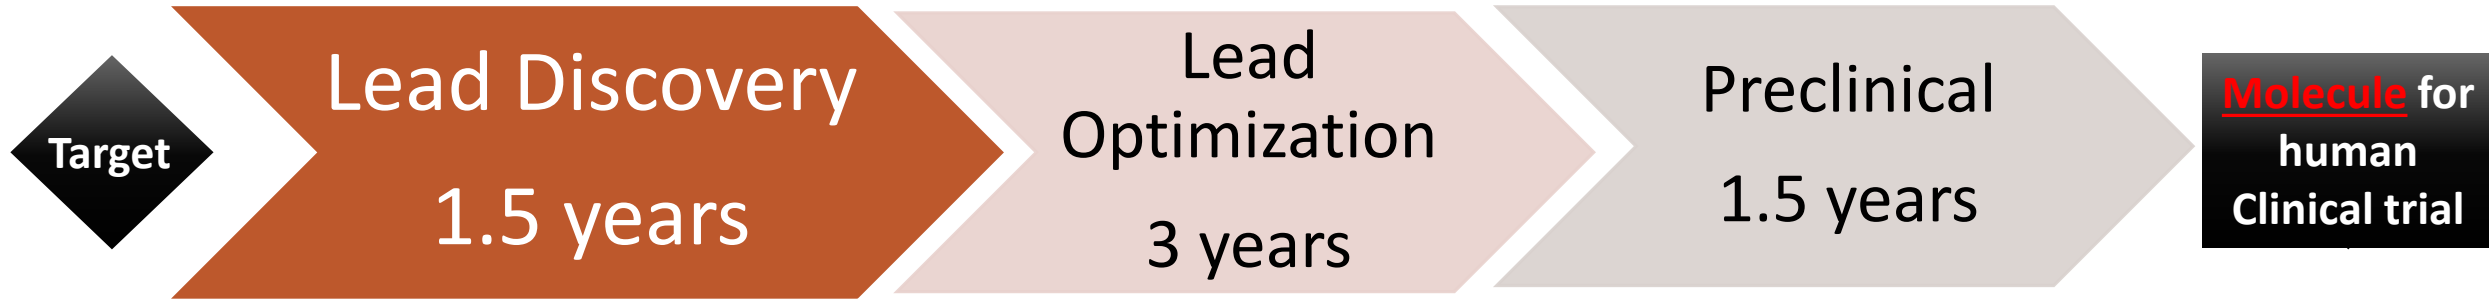 Target
Lead Discovery
1.5 years
Lead
Optimization
3 years
Preclinical
1.5 years
Molecule for
human
Clinical trial